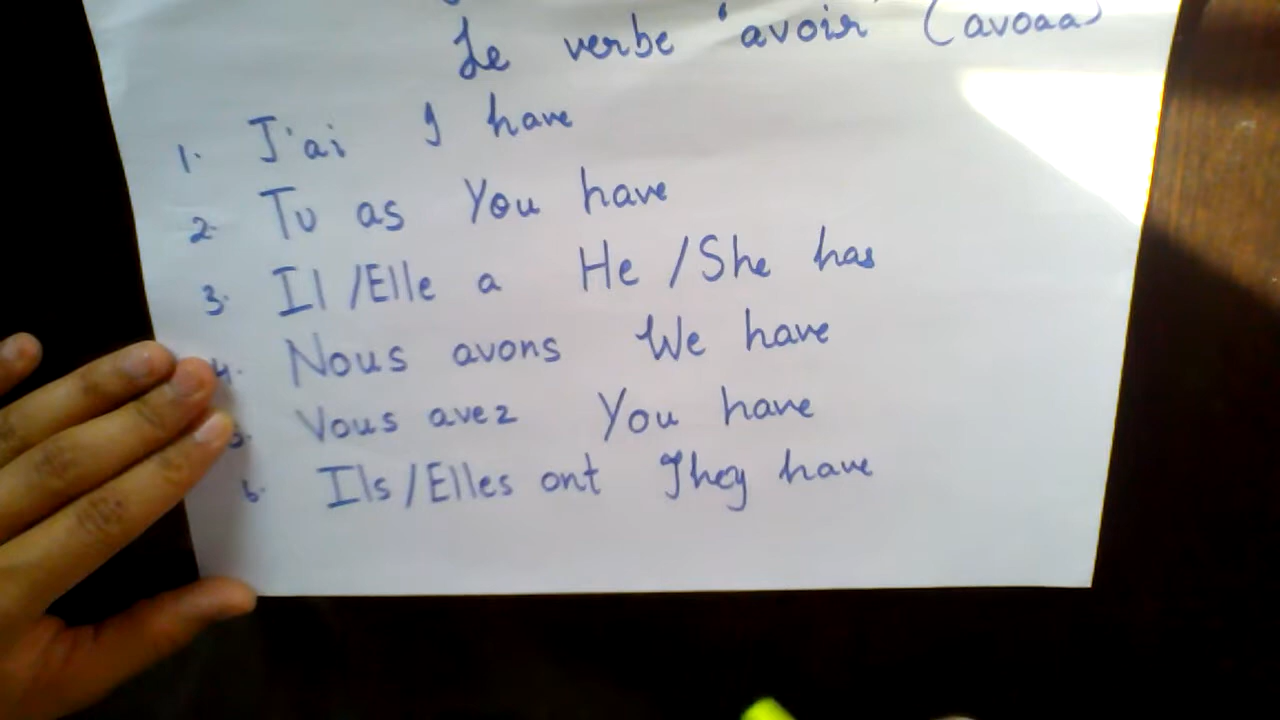 Le verbe 'avoir' (avoaa)
1. J'ai I have
2. Tu as You have
3. Il/Elle a He/She has
4. Nous avons We have
5. Vous avez You have
6. Ils/Elles ont They have